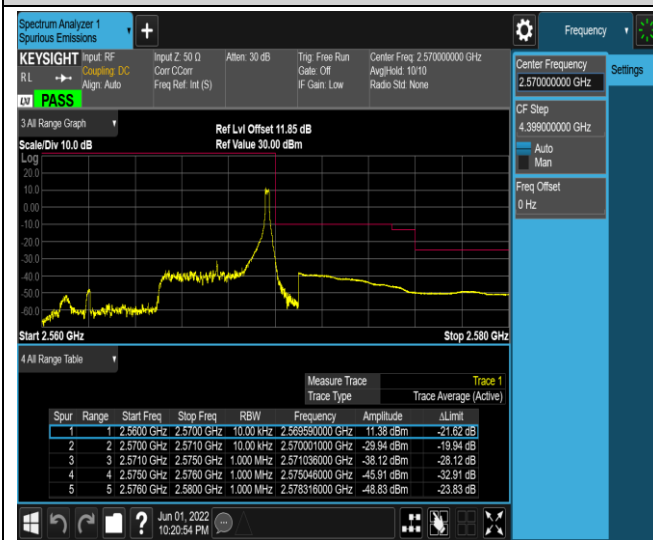 Spectrum Analyzer 1
Spurious Emissions
Frequency
KEYSIGHT
Input: RF
Input Z: 50 Ω
Atten: 30 dB
Trig: Free Run
Center Freq: 2.570000000 GHz
R L
Coupling: DC
Corr CCorr
Gate: Off
Avg|Hold: 10/10
Align: Auto
Freq Ref: Int (S)
IF Gain: Low
Radio Std: None
LXI
PASS
3 All Range Graph
Ref Lvl Offset 11.85 dB
Scale/Div 10.0 dB
Ref Value 30.00 dBm
Log
20.0
10.0
0.00
-10.0
-20.0
-30.0
-40.0
-50.0
-60.0
Start 2.560 GHz
Stop 2.580 GHz
4 All Range Table
Measure Trace Trace 1
Trace Type Trace Average (Active)
Spur Range Start Freq Stop Freq RBW Frequency Amplitude ΔLimit
1 1 2.5600 GHz 2.5700 GHz 10.00 kHz 2.569590000 GHz 11.38 dBm -21.62 dB
2 2 2.5700 GHz 2.5710 GHz 10.00 kHz 2.570001000 GHz -29.94 dBm -19.94 dB
3 3 2.5710 GHz 2.5750 GHz 1.000 MHz 2.571036000 GHz -38.12 dBm -28.12 dB
4 4 2.5750 GHz 2.5760 GHz 1.000 MHz 2.575046000 GHz -45.91 dBm -32.91 dB
5 5 2.5760 GHz 2.5800 GHz 1.000 MHz 2.578316000 GHz -48.83 dBm -23.83 dB
Center Frequency
2.570000000 GHz
Settings
CF Step
4.399000000 GHz
Auto
Man
Freq Offset
0 Hz
?
Jun 01, 2022
10:20:54 PM